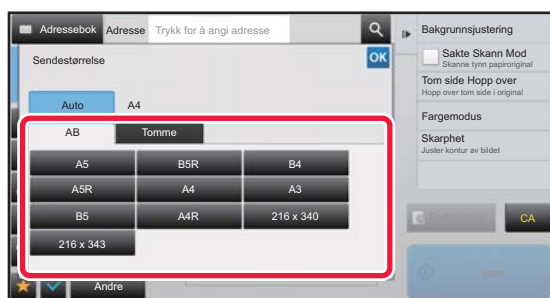 Adressebok Adresse Trykk for å angi adresse
Sendestørrelse OK
Auto A4
AB Tomme
A5 B5R B4
A5R A4 A3
B5 A4R 216 x 340
216 x 343
Andre
Bakgrunnsjustering
Sakte Skann Mod
Skanne tynn papiroriginal
Tom side Hopp over
Hopp over tom side i original
Fargemodus
Skarphet
Juster kontur av bildet
CA
Start